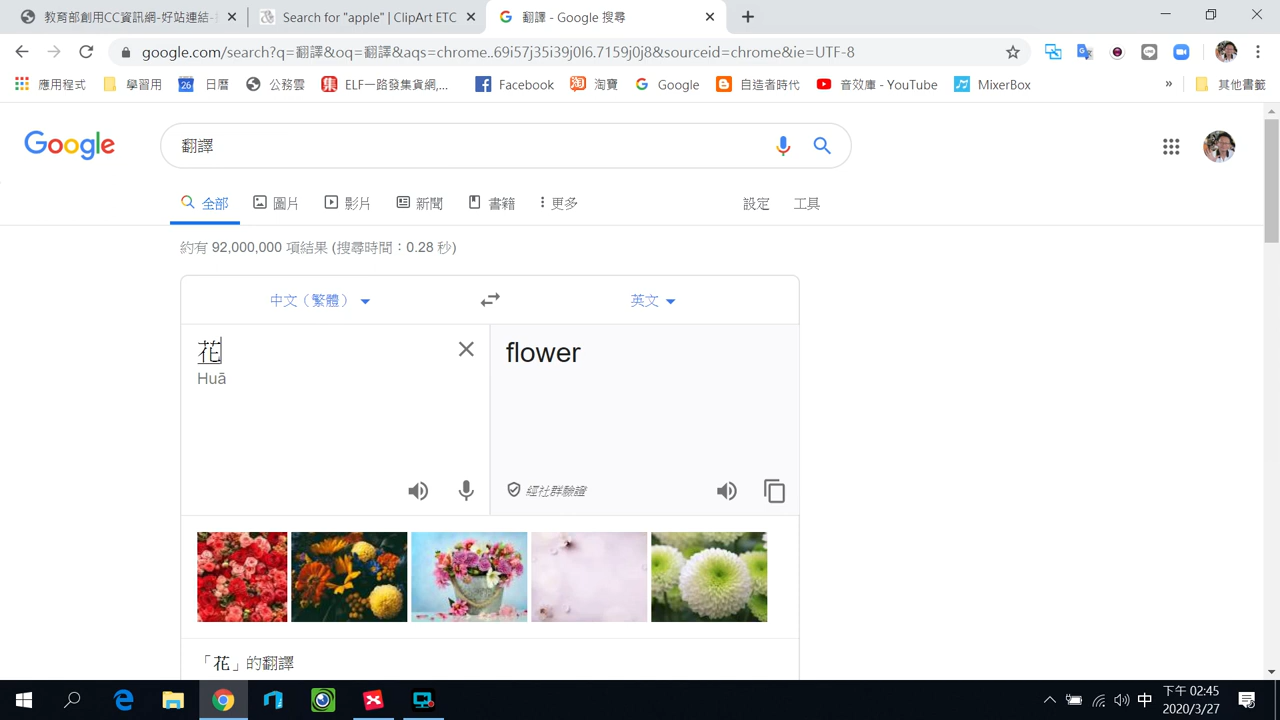 教育部創用CC資訊網-好站連結-
Search for "apple" | ClipArt ETC
翻譯 - Google 搜尋
google.com/search?q=翻譯&oq=翻譯&aqs=chrome..69i57j35i39j0l6.7159j0j8&sourceid=chrome&ie=UTF-8
應用程式
學習用
26
日曆
公務雲
集
ELF一路發集貨網,...
Facebook
淘
淘寶
Google
自造者時代
音效庫 - YouTube
MixerBox
»
其他書籤
Google
翻譯
全部
圖片
影片
新聞
書籍
更多
設定
工具
約有 92,000,000 項結果 (搜尋時間：0.28 秒)
中文（繁體）
英文
花
Huā
flower
經社群驗證
「花」的翻譯
中
下午 02:45
2020/3/27